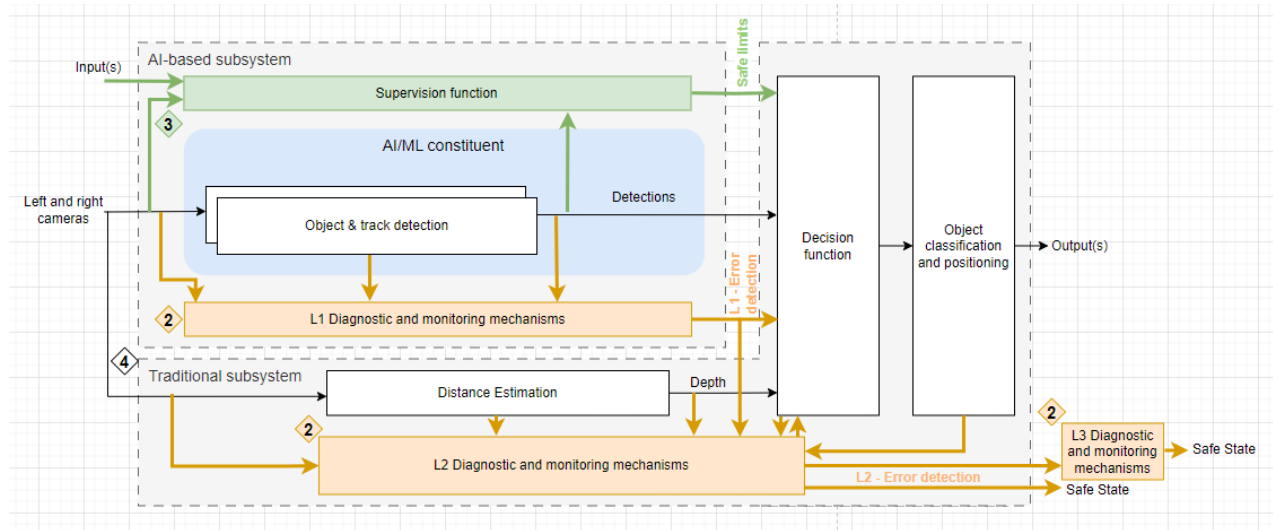 AI-based subsystem
Input(s)
Safe limits
Supervision function
3
AI/ML constituent
Left and right
cameras
Detections
Object & track detection
Decision
function
Object
classification
and positioning
Output(s)
L1 - Error
detection
2
L1 Diagnostic and monitoring mechanisms
4
Traditional subsystem
Distance Estimation
Depth
2
L2 Diagnostic and monitoring mechanisms
L2 - Error detection
2
L3 Diagnostic
and monitoring
mechanisms
Safe State
Safe State